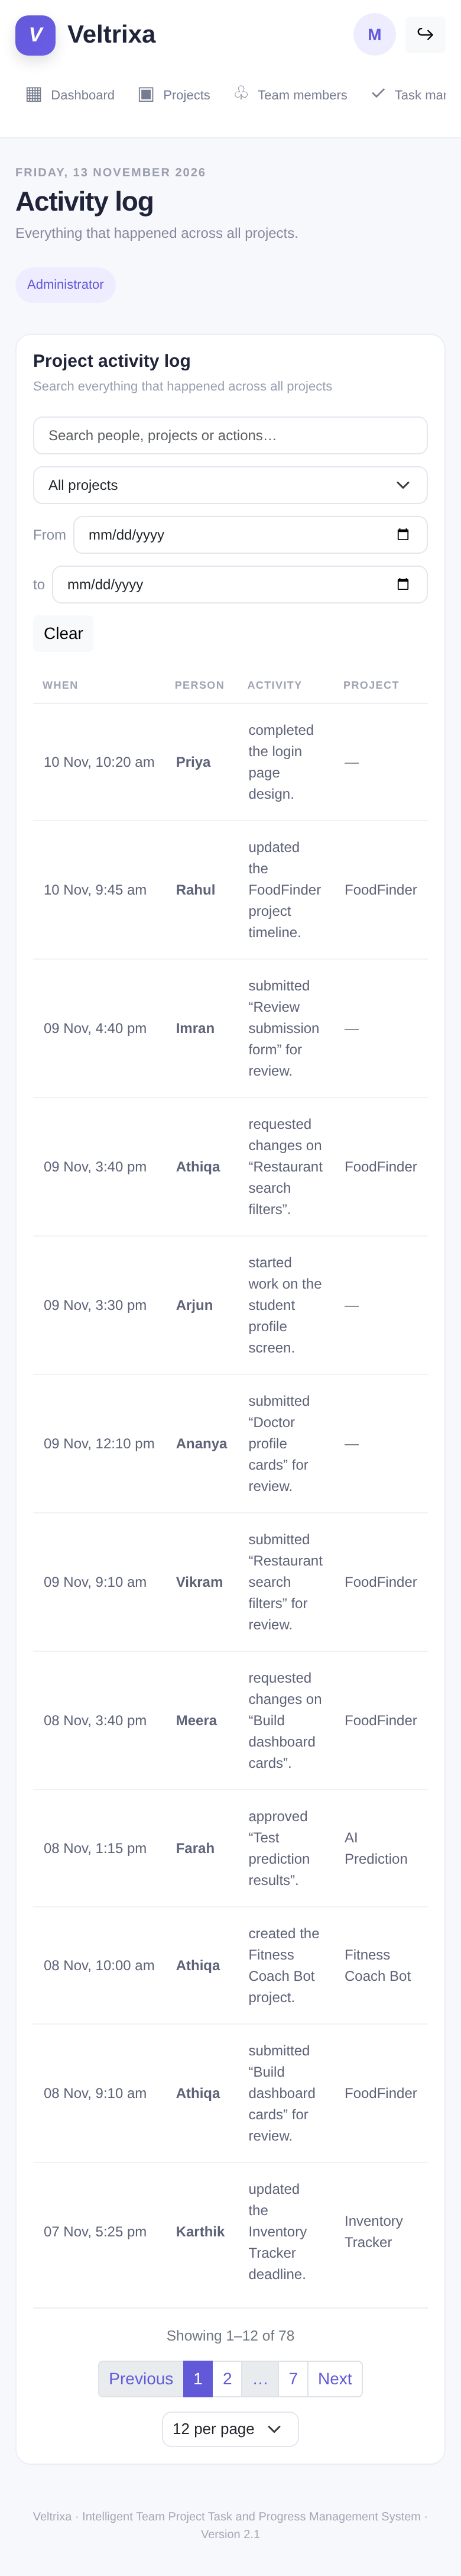 V Veltrixa M
Dashboard Projects Team members Task mar
FRIDAY, 13 NOVEMBER 2026
Activity log
Everything that happened across all projects.
Administrator
Project activity log
Search everything that happened across all projects
Search people, projects or actions…
All projects
From mm/dd/yyyy
to mm/dd/yyyy
Clear
WHEN PERSON ACTIVITY PROJECT
10 Nov, 10:20 am Priya completed
the login
page
design. —
10 Nov, 9:45 am Rahul updated
the
FoodFinder
project
timeline. FoodFinder
09 Nov, 4:40 pm Imran submitted
“Review
submission
form” for
review. —
09 Nov, 3:40 pm Athiqa requested
changes on
“Restaurant
search
filters”. FoodFinder
09 Nov, 3:30 pm Arjun started
work on the
student
profile
screen. —
09 Nov, 12:10 pm Ananya submitted
“Doctor
profile
cards” for
review. —
09 Nov, 9:10 am Vikram submitted
“Restaurant
search
filters” for
review. FoodFinder
08 Nov, 3:40 pm Meera requested
changes on
“Build
dashboard
cards”. FoodFinder
08 Nov, 1:15 pm Farah approved
“Test
prediction
results”. AI
Prediction
08 Nov, 10:00 am Athiqa created the
Fitness
Coach Bot
project. Fitness
Coach Bot
08 Nov, 9:10 am Athiqa submitted
“Build
dashboard
cards” for
review. FoodFinder
07 Nov, 5:25 pm Karthik updated
the
Inventory
Tracker
deadline. Inventory
Tracker
Showing 1–12 of 78
Previous 1 2 … 7 Next
12 per page
Veltrixa · Intelligent Team Project Task and Progress Management System ·
Version 2.1